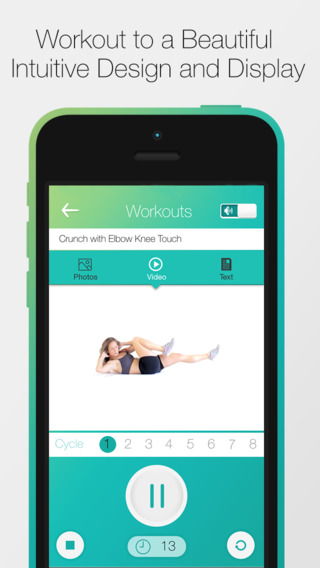 Workout to a Beautiful
Intuitive Design and Display
Workouts
Crunch with Elbow Knee Touch
Photos
Video
Text
Cycle 1 2 3 4 5 6 7 8
13